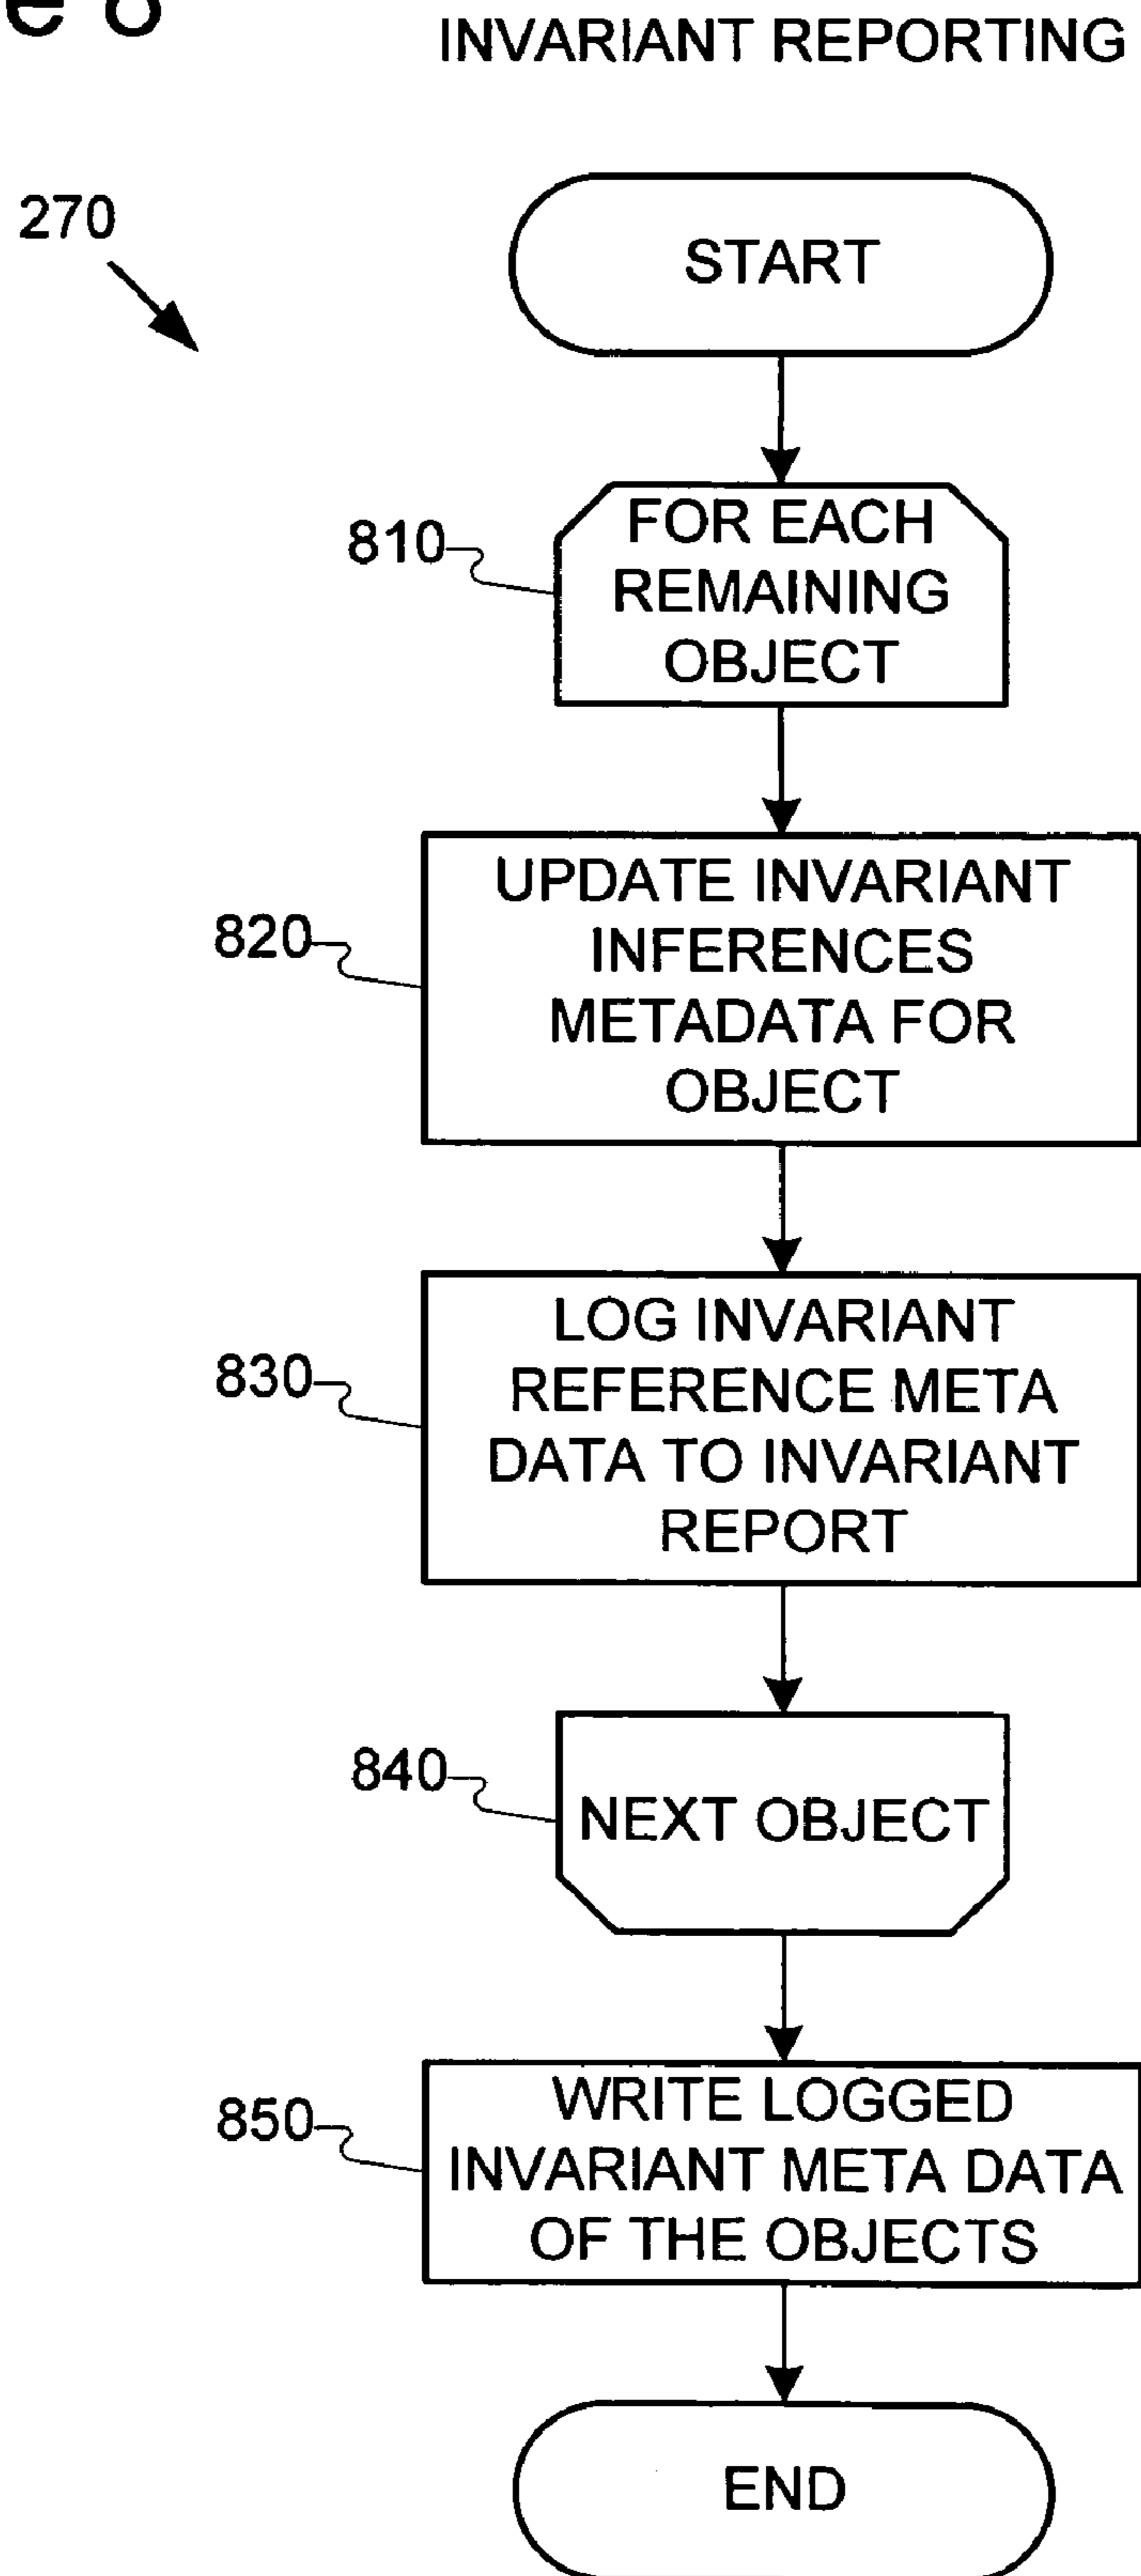 e 8
INVARIANT REPORTING
270
START
810
FOR EACH
REMAINING
OBJECT
820
UPDATE INVARIANT
INFERENCES
METADATA FOR
OBJECT
830
LOG INVARIANT
REFERENCE META
DATA TO INVARIANT
REPORT
840
NEXT OBJECT
850
WRITE LOGGED
INVARIANT META DATA
OF THE OBJECTS
END